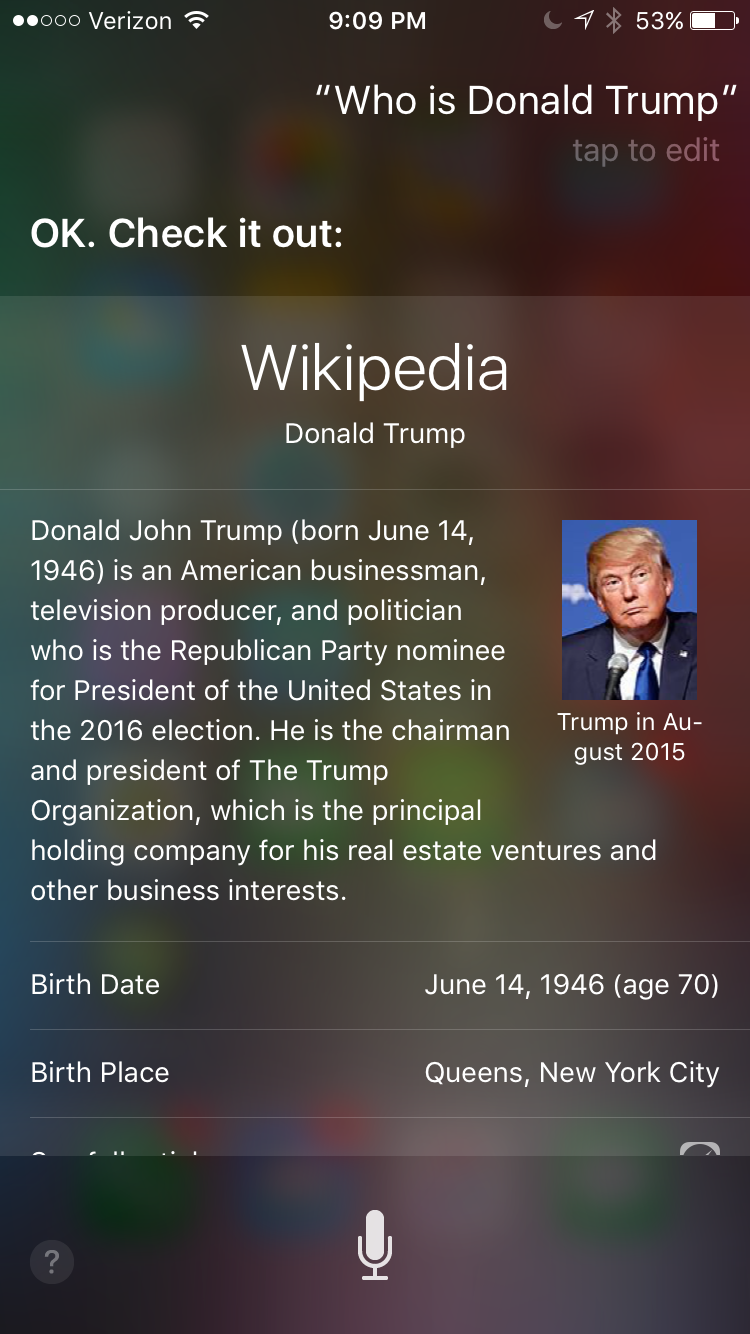 Verizon 9:09 PM 53%
“Who is Donald Trump”
tap to edit
OK. Check it out:
Wikipedia
Donald Trump
Donald John Trump (born June 14,
1946) is an American businessman,
television producer, and politician
who is the Republican Party nominee
for President of the United States in
the 2016 election. He is the chairman
and president of The Trump
Organization, which is the principal
holding company for his real estate ventures and
other business interests.
Trump in Au-
gust 2015
Birth Date June 14, 1946 (age 70)
Birth Place Queens, New York City
?